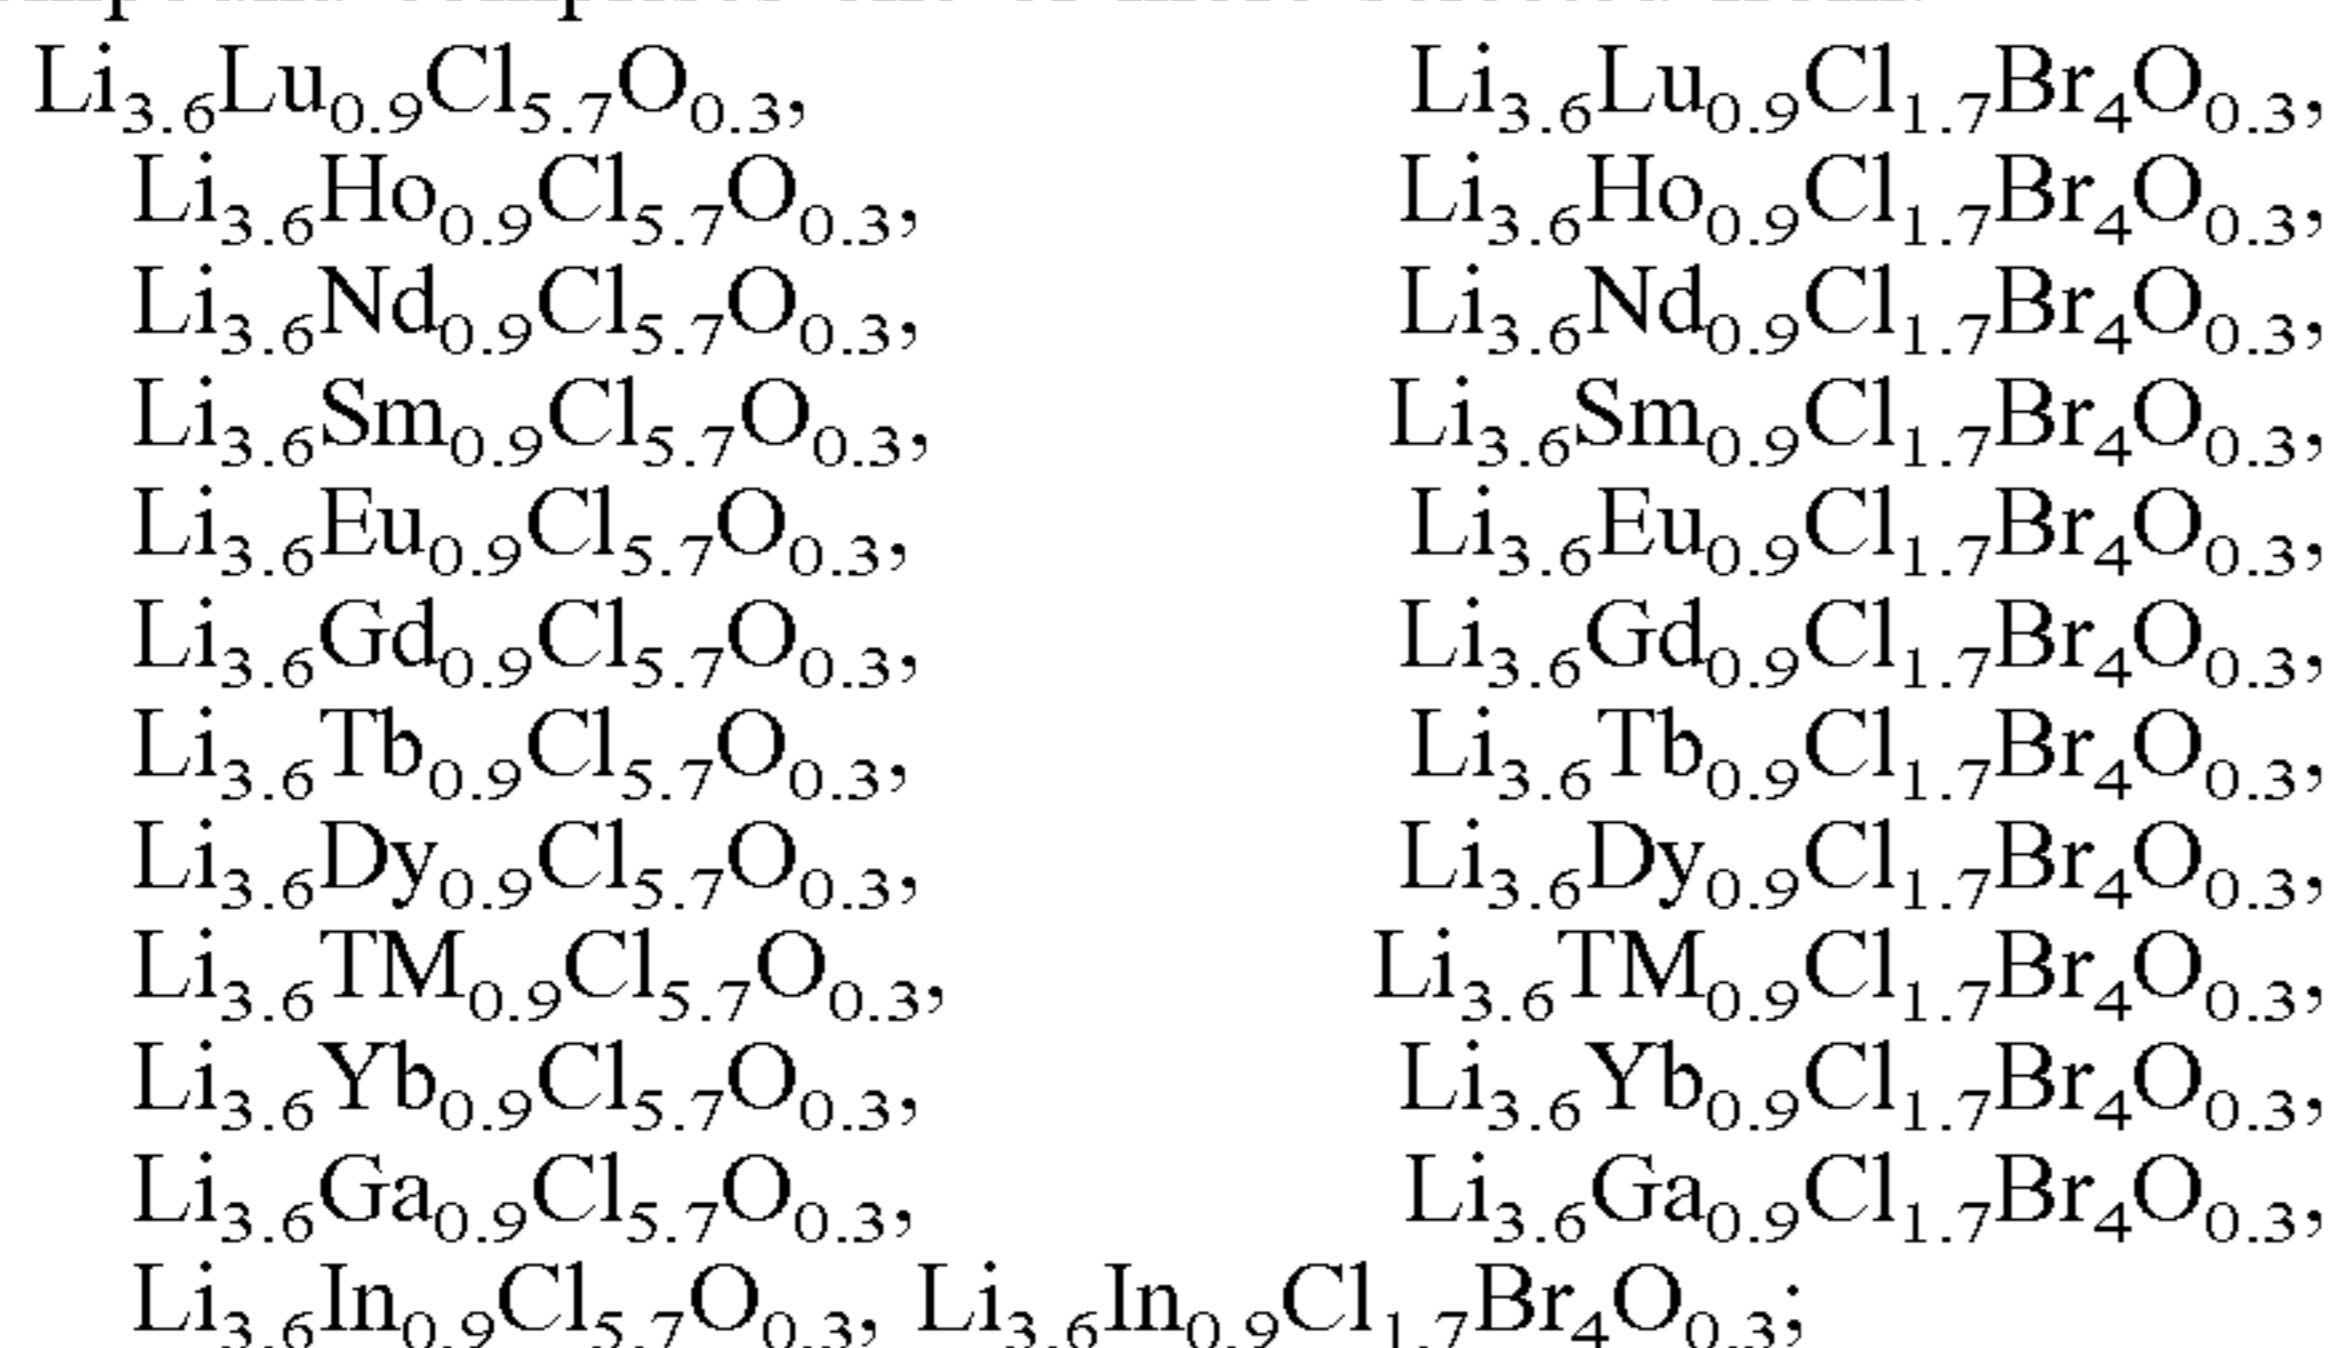 Li₃.₆Lu₀.₉Cl₅.₇O₀.₃, Li₃.₆Lu₀.₉Cl₁.₇Br₄O₀.₃,
Li₃.₆Ho₀.₉Cl₅.₇O₀.₃, Li₃.₆Ho₀.₉Cl₁.₇Br₄O₀.₃,
Li₃.₆Nd₀.₉Cl₅.₇O₀.₃, Li₃.₆Nd₀.₉Cl₁.₇Br₄O₀.₃,
Li₃.₆Sm₀.₉Cl₅.₇O₀.₃, Li₃.₆Sm₀.₉Cl₁.₇Br₄O₀.₃,
Li₃.₆Eu₀.₉Cl₅.₇O₀.₃, Li₃.₆Eu₀.₉Cl₁.₇Br₄O₀.₃,
Li₃.₆Gd₀.₉Cl₅.₇O₀.₃, Li₃.₆Gd₀.₉Cl₁.₇Br₄O₀.₃,
Li₃.₆Tb₀.₉Cl₅.₇O₀.₃, Li₃.₆Tb₀.₉Cl₁.₇Br₄O₀.₃,
Li₃.₆Dy₀.₉Cl₅.₇O₀.₃, Li₃.₆Dy₀.₉Cl₁.₇Br₄O₀.₃,
Li₃.₆TM₀.₉Cl₅.₇O₀.₃, Li₃.₆TM₀.₉Cl₁.₇Br₄O₀.₃,
Li₃.₆Yb₀.₉Cl₅.₇O₀.₃, Li₃.₆Yb₀.₉Cl₁.₇Br₄O₀.₃,
Li₃.₆Ga₀.₉Cl₅.₇O₀.₃, Li₃.₆Ga₀.₉Cl₁.₇Br₄O₀.₃,
Li₃.₆In₀.₉Cl₅.₇O₀.₃, Li₃.₆In₀.₉Cl₁.₇Br₄O₀.₃;